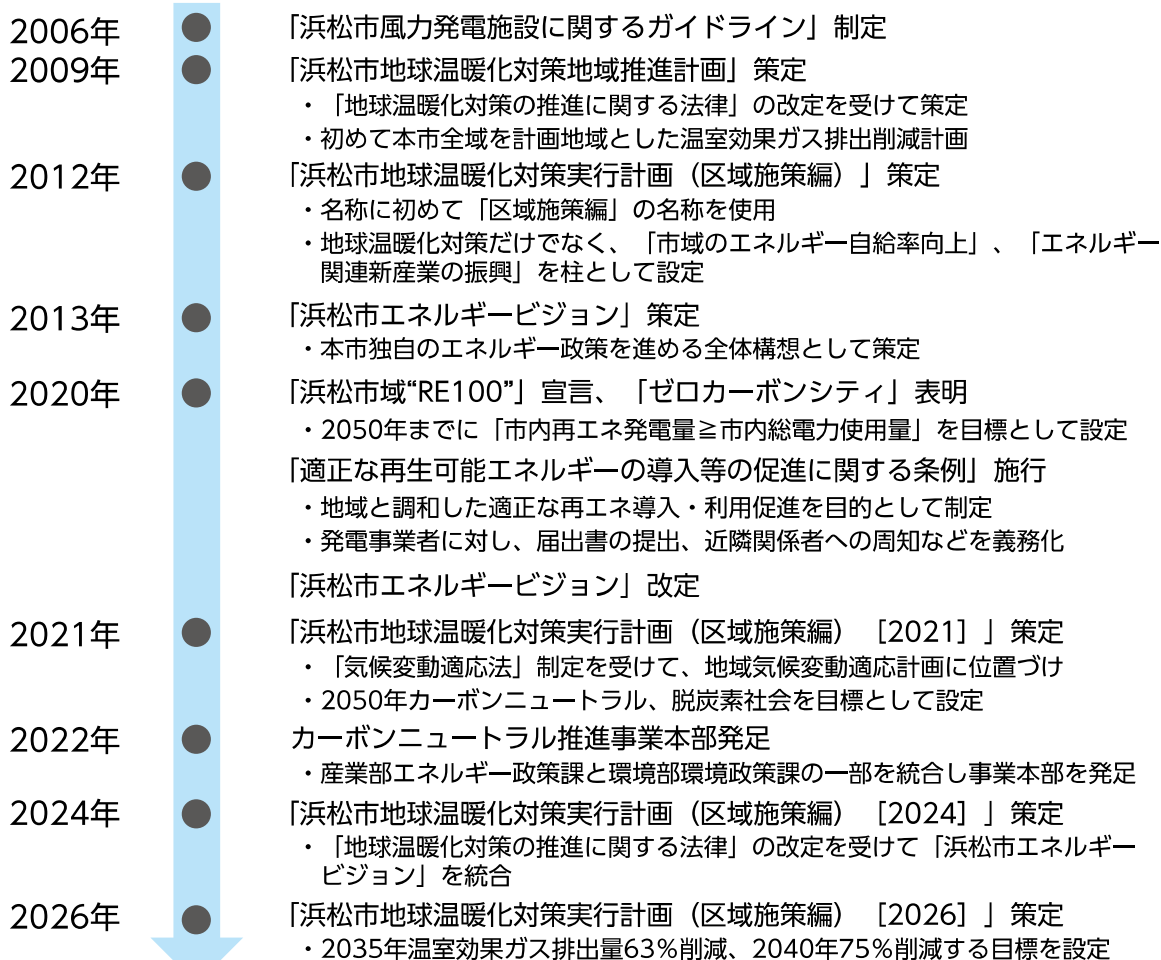 2006年 「浜松市風力発電施設に関するガイドライン」制定
2009年 「浜松市地球温暖化対策地域推進計画」策定
・「地球温暖化対策の推進に関する法律」の改定を受けて策定
・初めて本市全域を計画地域とした温室効果ガス排出削減計画
2012年 「浜松市地球温暖化対策実行計画（区域施策編）」策定
・名称に初めて「区域施策編」の名称を使用
・地球温暖化対策だけでなく、「市域のエネルギー自給率向上」、「エネルギー
関連新産業の振興」を柱として設定
2013年 「浜松市エネルギービジョン」策定
・本市独自のエネルギー政策を進める全体構想として策定
2020年 「浜松市域“RE100”」宣言、「ゼロカーボンシティ」表明
・2050年までに「市内再エネ発電量≧市内総電力使用量」を目標として設定
「適正な再生可能エネルギーの導入等の促進に関する条例」施行
・地域と調和した適正な再エネ導入・利用促進を目的として制定
・発電事業者に対し、届出書の提出、近隣関係者への周知などを義務化
「浜松市エネルギービジョン」改定
2021年 「浜松市地球温暖化対策実行計画（区域施策編）［2021］」策定
・「気候変動適応法」制定を受けて、地域気候変動適応計画に位置づけ
・2050年カーボンニュートラル、脱炭素社会を目標として設定
2022年 カーボンニュートラル推進事業本部発足
・産業部エネルギー政策課と環境部環境政策課の一部を統合し事業本部を発足
2024年 「浜松市地球温暖化対策実行計画（区域施策編）［2024］」策定
・「地球温暖化対策の推進に関する法律」の改定を受けて「浜松市エネルギー
ビジョン」を統合
2026年 「浜松市地球温暖化対策実行計画（区域施策編）［2026］」策定
・2035年温室効果ガス排出量63％削減、2040年75％削減する目標を設定